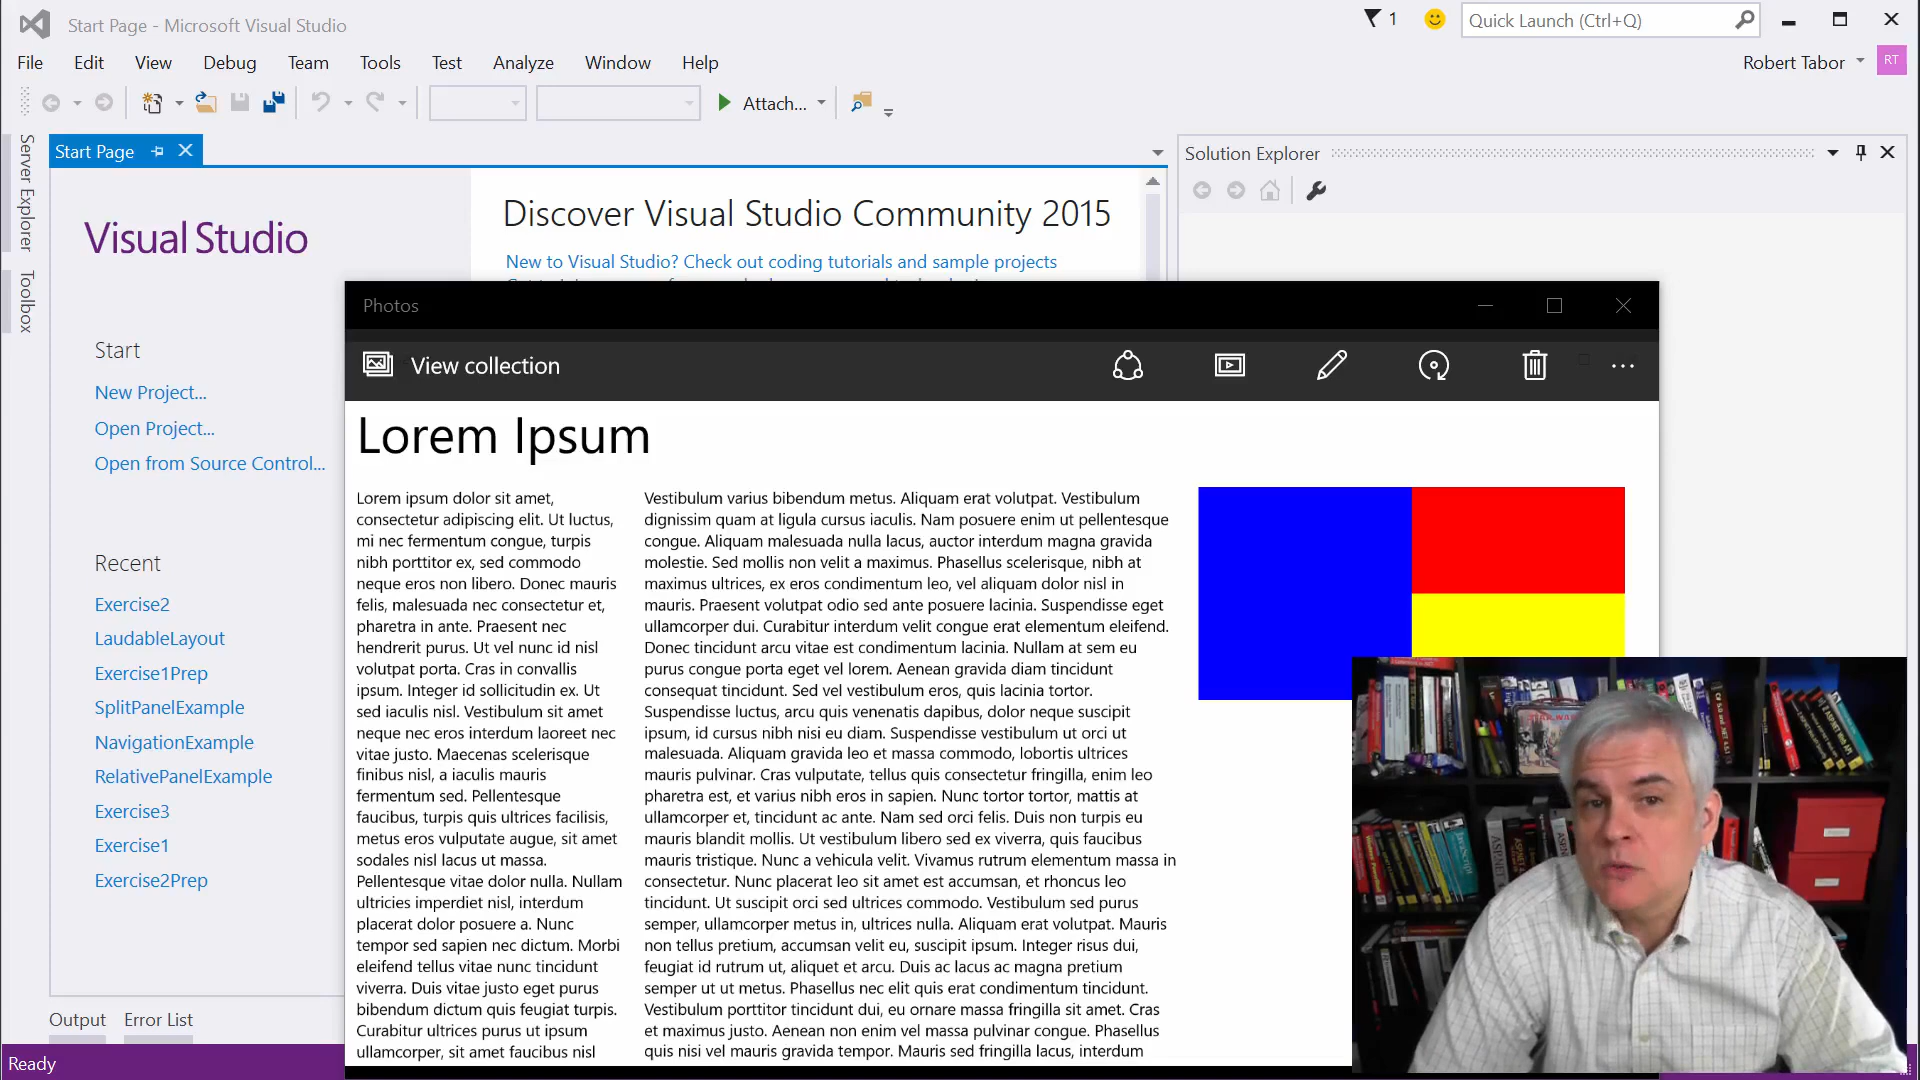 Start Page - Microsoft Visual Studio
1
Quick Launch (Ctrl+Q)
File Edit View Debug Team Tools Test Analyze Window Help
Robert Tabor
RT
Attach...
Server Explorer
Toolbox
Start Page
Solution Explorer
Visual Studio
Discover Visual Studio Community 2015
New to Visual Studio? Check out coding tutorials and sample projects
Start
New Project...
Open Project...
Open from Source Control...
Recent
Exercise2
LaudableLayout
Exercise1Prep
SplitPanelExample
NavigationExample
RelativePanelExample
Exercise3
Exercise1
Exercise2Prep
Output Error List
Ready
Photos
View collection
Lorem Ipsum
Lorem ipsum dolor sit amet,
consectetur adipiscing elit. Ut luctus,
mi nec fermentum congue, turpis
nibh porttitor ex, sed commodo
neque eros non libero. Donec mauris
felis, malesuada nec consectetur et,
pharetra in ante. Praesent nec
hendrerit purus. Ut vel nunc id nisl
volutpat porta. Cras in convallis
ipsum. Integer id sollicitudin ex. Ut
sed iaculis nisl. Vestibulum sit amet
neque nec eros interdum laoreet nec
vitae justo. Maecenas scelerisque
finibus nisl, a iaculis mauris
fermentum sed. Pellentesque
faucibus, turpis quis ultrices facilisis,
metus eros vulputate augue, sit amet
sodales nisl lacus ut massa.
Pellentesque vitae dolor nulla. Nullam
ultricies imperdiet nisl, interdum
placerat dolor posuere a. Nunc
tempor sed sapien nec dictum. Morbi
eleifend tellus vitae nunc tincidunt
viverra. Duis vitae justo eget purus
bibendum dictum quis feugiat turpis.
Curabitur ultrices purus ut ipsum
ullamcorper, sit amet faucibus nisl
Vestibulum varius bibendum metus. Aliquam erat volutpat. Vestibulum
dignissim quam at ligula cursus iaculis. Nam posuere enim ut pellentesque
congue. Aliquam malesuada nulla lacus, auctor interdum magna gravida
molestie. Sed mollis non velit a maximus. Phasellus scelerisque, nibh at
maximus ultrices, ex eros condimentum leo, vel aliquam dolor nisl in
mauris. Praesent volutpat odio sed ante posuere lacinia. Suspendisse eget
ullamcorper dui. Curabitur interdum velit congue erat elementum eleifend.
Donec tincidunt arcu vitae est condimentum lacinia. Nullam at sem eu
purus congue porta eget vel lorem. Aenean gravida diam tincidunt
consequat tincidunt. Sed vel vestibulum eros, quis lacinia tortor.
Suspendisse luctus, arcu quis venenatis dapibus, dolor neque suscipit
ipsum, id cursus nibh nisi eu diam. Suspendisse vestibulum ut orci ut
malesuada. Aliquam gravida leo et massa commodo, lobortis ultrices
mauris pulvinar. Cras vulputate, tellus quis consectetur fringilla, enim leo
pharetra est, et varius nibh eros in sapien. Nunc tortor tortor, mattis at
ullamcorper et, tincidunt ac ante. Nam sed orci felis. Duis non turpis eu
mauris blandit mollis. Ut vestibulum libero sed ex viverra, quis faucibus
mauris tristique. Nunc a vehicula velit. Vivamus rutrum elementum massa in
consectetur. Nunc placerat leo sit amet est accumsan, et rhoncus leo
tincidunt. Ut suscipit orci sed ultrices commodo. Vestibulum sed purus
semper, ullamcorper metus in, ultrices nulla. Aliquam erat volutpat. Mauris
non tellus pretium, accumsan velit eu, suscipit ipsum. Integer risus dui,
feugiat id rutrum ut, aliquet et arcu. Duis ac lacus ac magna pretium
semper ut ut metus. Phasellus nec elit quis erat condimentum tincidunt.
Vestibulum porttitor tincidunt dui, eu ornare massa fringilla sit amet. Cras
et maximus justo. Aenean non enim vel massa pulvinar congue. Phasellus
quis nisi vel mauris gravida tempor. Mauris sed fringilla lacus, interdum